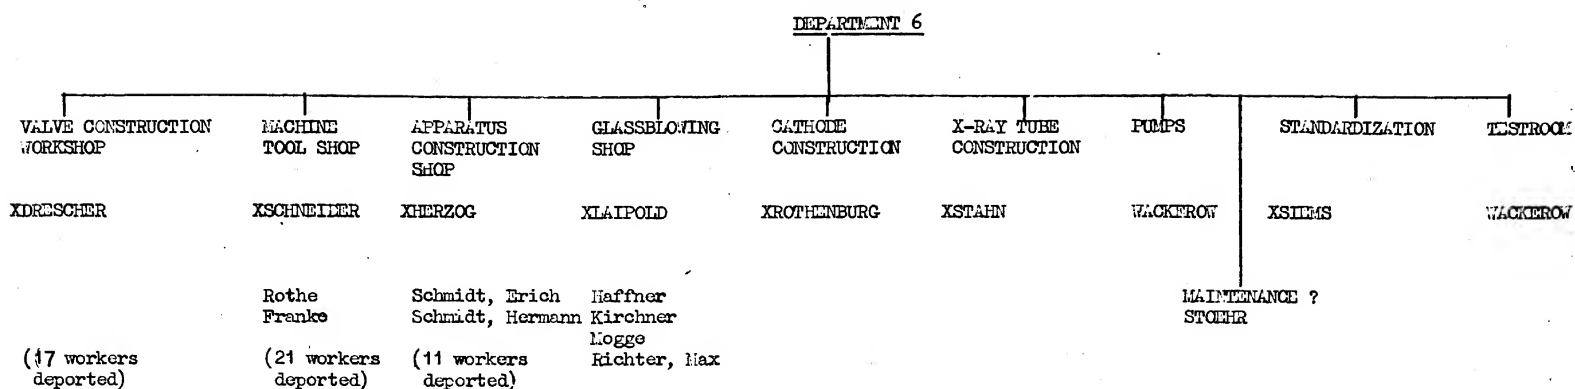 DEPARTMENT 6
VALVE CONSTRUCTION WORKSHOP
XDRESCHER
(17 workers deported)
MACHINE TOOL SHOP
XSCHNEIDER
Rothe
Franke
(21 workers deported)
APPARATUS CONSTRUCTION SHOP
XHERZOG
Schmidt, Erich
Schmidt, Hermann
(11 workers deported)
GLASSBLOWING SHOP
XLAIPOLD
Haffner
Kirchner
Mogge
Richter, Max
CATHODE CONSTRUCTION
XROTHENBURG
X-RAY TUBE CONSTRUCTION
XSTAHN
PUMPS
WACKEROW
MAINTENANCE ?
STOEHR
STANDARDIZATION
XSIEMS
TESTROOM
WACKEROW